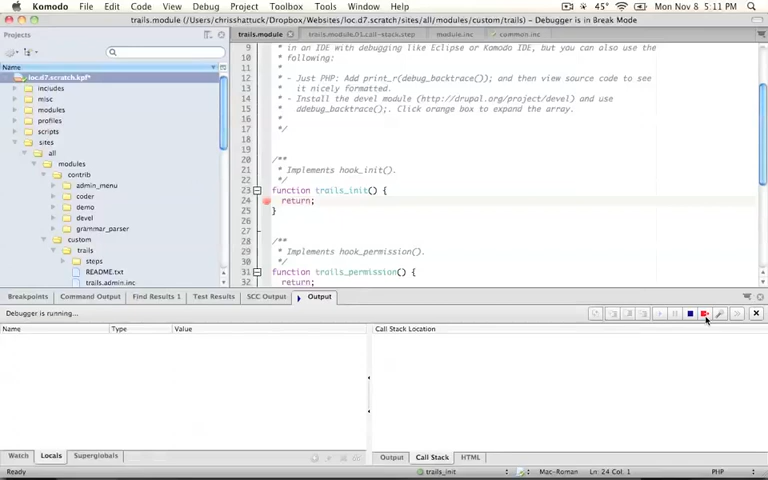 Komodo File Edit Code View Debug Project Toolbox Tools Window 45° Mon Nov 8 5:11 PM
trails.module (/Users/chrisshattuck/Dropbox/Websites/loc.d7.scratch/sites/all/modules/custom/trails) - Debugger is in Break Mode
Projects
trails.module trails.module.01.call-stack.step module.inc common.inc
Name
loc.d7.scratch.kpf*
includes
misc
modules
profiles
scripts
sites
all
modules
contrib
admin_menu
coder
demo
devel
grammar_parser
custom
trails
steps
README.txt
trails.admin.inc
9 * in an IDE with debugging like Eclipse or Komodo IDE, but you can also use the
10 * following:
11 *
12 * - Just PHP: Add print_r(debug_backtrace()); and then view source code to see
13 * it nicely formatted.
14 * - Install the devel module (http://drupal.org/project/devel) and use
15 * ddebug_backtrace();. Click orange box to expand the array.
16 *
17 */
18
19
20 /**
21 * Implements hook_init().
22 */
23 function trails_init() {
24 return;
25 }
26
27
28 /**
29 * Implements hook_permission().
30 */
31 function trails_permission() {
32 return;
Breakpoints Command Output Find Results 1 Test Results SCC Output Output
Debugger is running...
Name Type Value Call Stack Location
Watch Locals Superglobals Output Call Stack HTML
Ready trails_init Mac-Roman Ln: 24 Col: 1 PHP